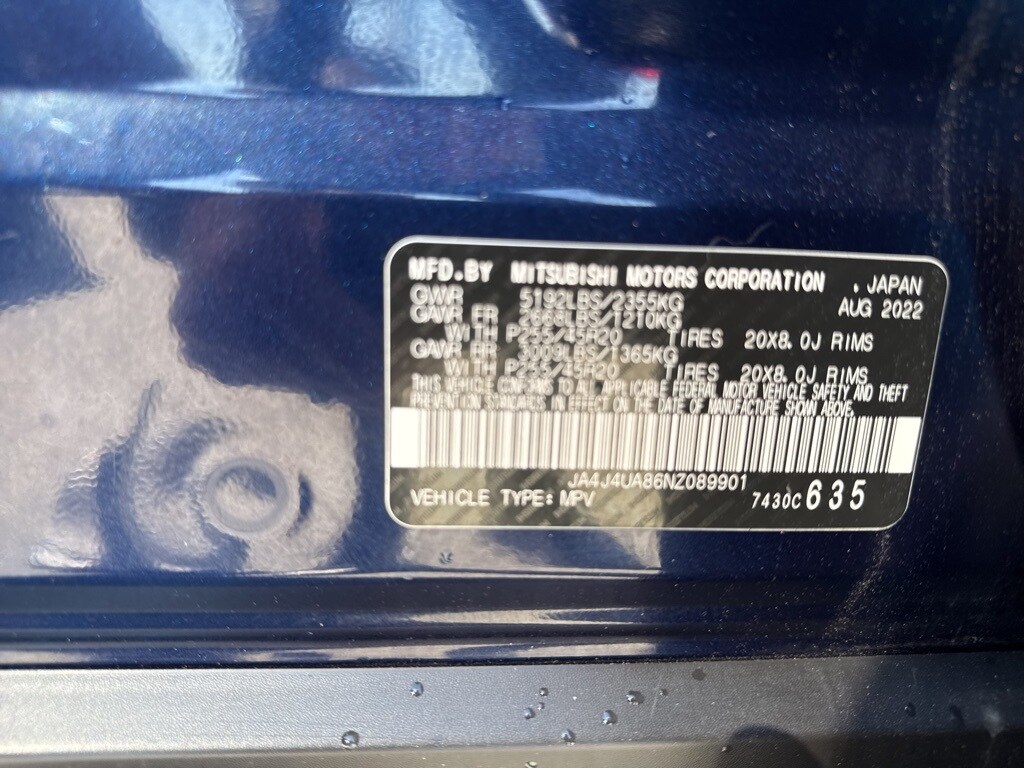 MFD.BY MITSUBISHI MOTORS CORPORATION . JAPAN
GWR 5192LBS/2355KG AUG 2022
GAWR FR 2668LBS/1210KG
WITH P255/45R20 TIRES 20X8.0J RIMS
GAWR RR 3009LBS/1365KG
WITH P255/45R20 TIRES 20X8.0J RIMS
THIS VEHICLE CONFORMS TO ALL APPLICABLE FEDERAL MOTOR VEHICLE SAFETY AND THEFT
PREVENTION STANDARDS IN EFFECT ON THE DATE OF MANUFACTURE SHOWN ABOVE.
JA4J4UA86NZ089901
VEHICLE TYPE: MPV 7430C 635